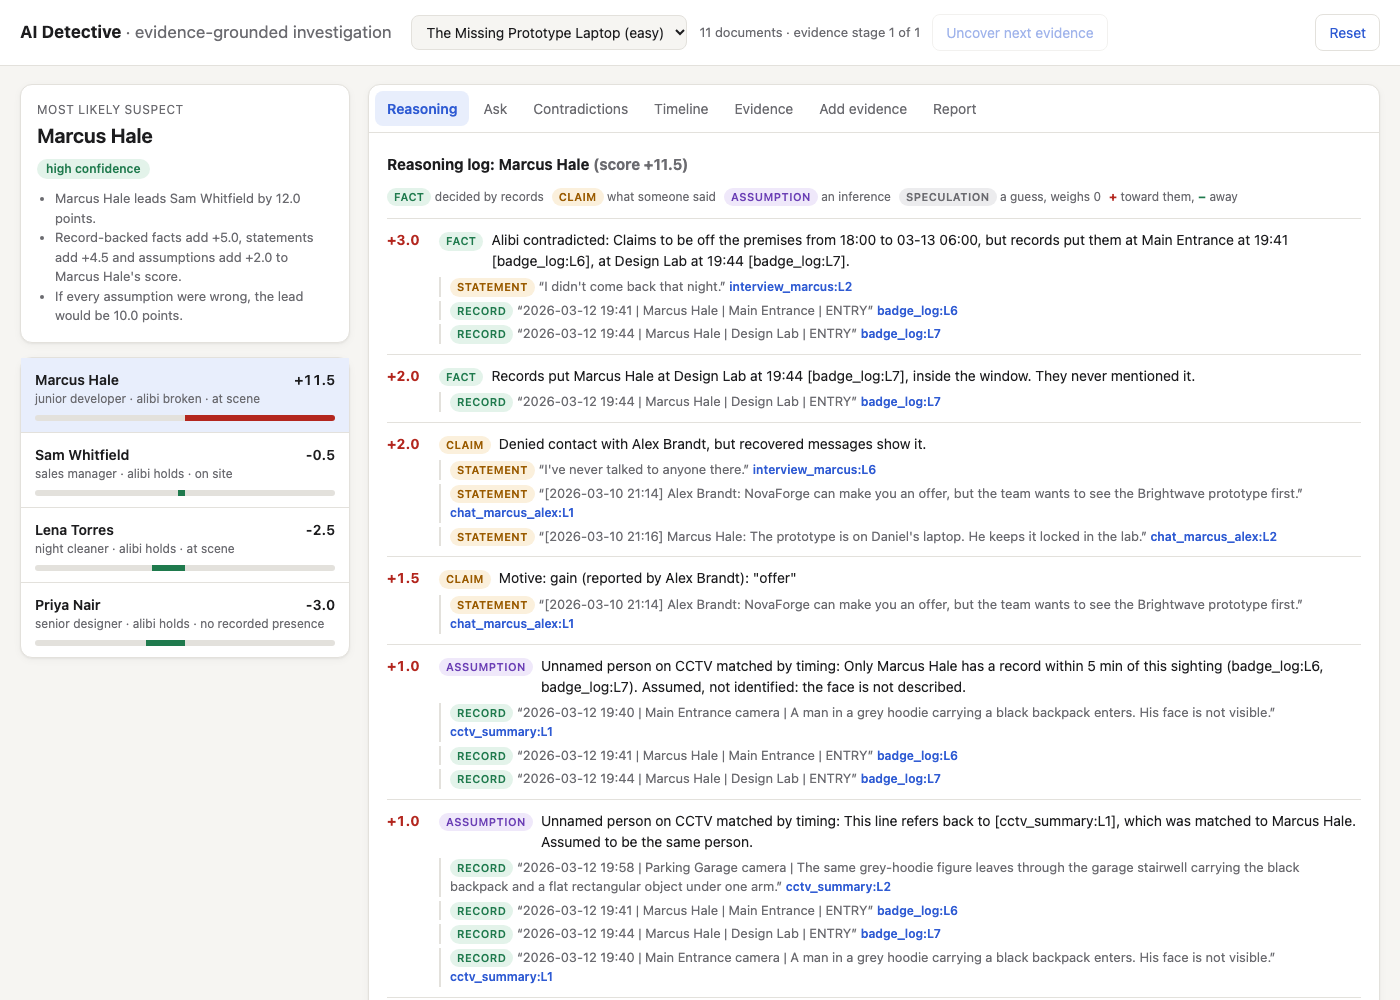 AI Detective · evidence-grounded investigation
The Missing Prototype Laptop (easy)
11 documents · evidence stage 1 of 1
Uncover next evidence
Reset
MOST LIKELY SUSPECT
Marcus Hale
high confidence
• Marcus Hale leads Sam Whitfield by 12.0
points.
• Record-backed facts add +5.0, statements
add +4.5 and assumptions add +2.0 to
Marcus Hale's score.
• If every assumption were wrong, the lead
would be 10.0 points.
Marcus Hale +11.5
junior developer · alibi broken · at scene
Sam Whitfield -0.5
sales manager · alibi holds · on site
Lena Torres -2.5
night cleaner · alibi holds · at scene
Priya Nair -3.0
senior designer · alibi holds · no recorded presence
Reasoning Ask Contradictions Timeline Evidence Add evidence Report
Reasoning log: Marcus Hale (score +11.5)
FACT decided by records CLAIM what someone said ASSUMPTION an inference SPECULATION a guess, weighs 0 + toward them, − away
+3.0 FACT Alibi contradicted: Claims to be off the premises from 18:00 to 03-13 06:00, but records put them at Main Entrance at 19:41
[badge_log:L6], at Design Lab at 19:44 [badge_log:L7].
STATEMENT “I didn't come back that night.” interview_marcus:L2
RECORD “2026-03-12 19:41 | Marcus Hale | Main Entrance | ENTRY” badge_log:L6
RECORD “2026-03-12 19:44 | Marcus Hale | Design Lab | ENTRY” badge_log:L7
+2.0 FACT Records put Marcus Hale at Design Lab at 19:44 [badge_log:L7], inside the window. They never mentioned it.
RECORD “2026-03-12 19:44 | Marcus Hale | Design Lab | ENTRY” badge_log:L7
+2.0 CLAIM Denied contact with Alex Brandt, but recovered messages show it.
STATEMENT “I've never talked to anyone there.” interview_marcus:L6
STATEMENT “[2026-03-10 21:14] Alex Brandt: NovaForge can make you an offer, but the team wants to see the Brightwave prototype first.”
chat_marcus_alex:L1
STATEMENT “[2026-03-10 21:16] Marcus Hale: The prototype is on Daniel's laptop. He keeps it locked in the lab.” chat_marcus_alex:L2
+1.5 CLAIM Motive: gain (reported by Alex Brandt): "offer"
STATEMENT “[2026-03-10 21:14] Alex Brandt: NovaForge can make you an offer, but the team wants to see the Brightwave prototype first.”
chat_marcus_alex:L1
+1.0 ASSUMPTION Unnamed person on CCTV matched by timing: Only Marcus Hale has a record within 5 min of this sighting (badge_log:L6,
badge_log:L7). Assumed, not identified: the face is not described.
RECORD “2026-03-12 19:40 | Main Entrance camera | A man in a grey hoodie carrying a black backpack enters. His face is not visible.”
cctv_summary:L1
RECORD “2026-03-12 19:41 | Marcus Hale | Main Entrance | ENTRY” badge_log:L6
RECORD “2026-03-12 19:44 | Marcus Hale | Design Lab | ENTRY” badge_log:L7
+1.0 ASSUMPTION Unnamed person on CCTV matched by timing: This line refers back to [cctv_summary:L1], which was matched to Marcus Hale.
Assumed to be the same person.
RECORD “2026-03-12 19:58 | Parking Garage camera | The same grey-hoodie figure leaves through the garage stairwell carrying the black
backpack and a flat rectangular object under one arm.” cctv_summary:L2
RECORD “2026-03-12 19:41 | Marcus Hale | Main Entrance | ENTRY” badge_log:L6
RECORD “2026-03-12 19:44 | Marcus Hale | Design Lab | ENTRY” badge_log:L7
RECORD “2026-03-12 19:40 | Main Entrance camera | A man in a grey hoodie carrying a black backpack enters. His face is not visible.”
cctv_summary:L1